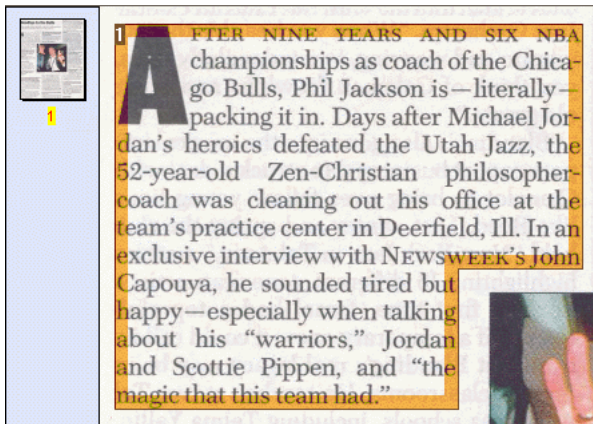 1
1
AFTER NINE YEARS AND SIX NBA
championships as coach of the Chica-
go Bulls, Phil Jackson is—literally—
packing it in. Days after Michael Jor-
dan's heroics defeated the Utah Jazz, the
52-year-old Zen-Christian philosopher-
coach was cleaning out his office at the
team's practice center in Deerfield, Ill. In an
exclusive interview with NEWSWEEK'S John
Capouya, he sounded tired but
happy—especially when talking
about his "warriors," Jordan
and Scottie Pippen, and "the
magic that this team had."